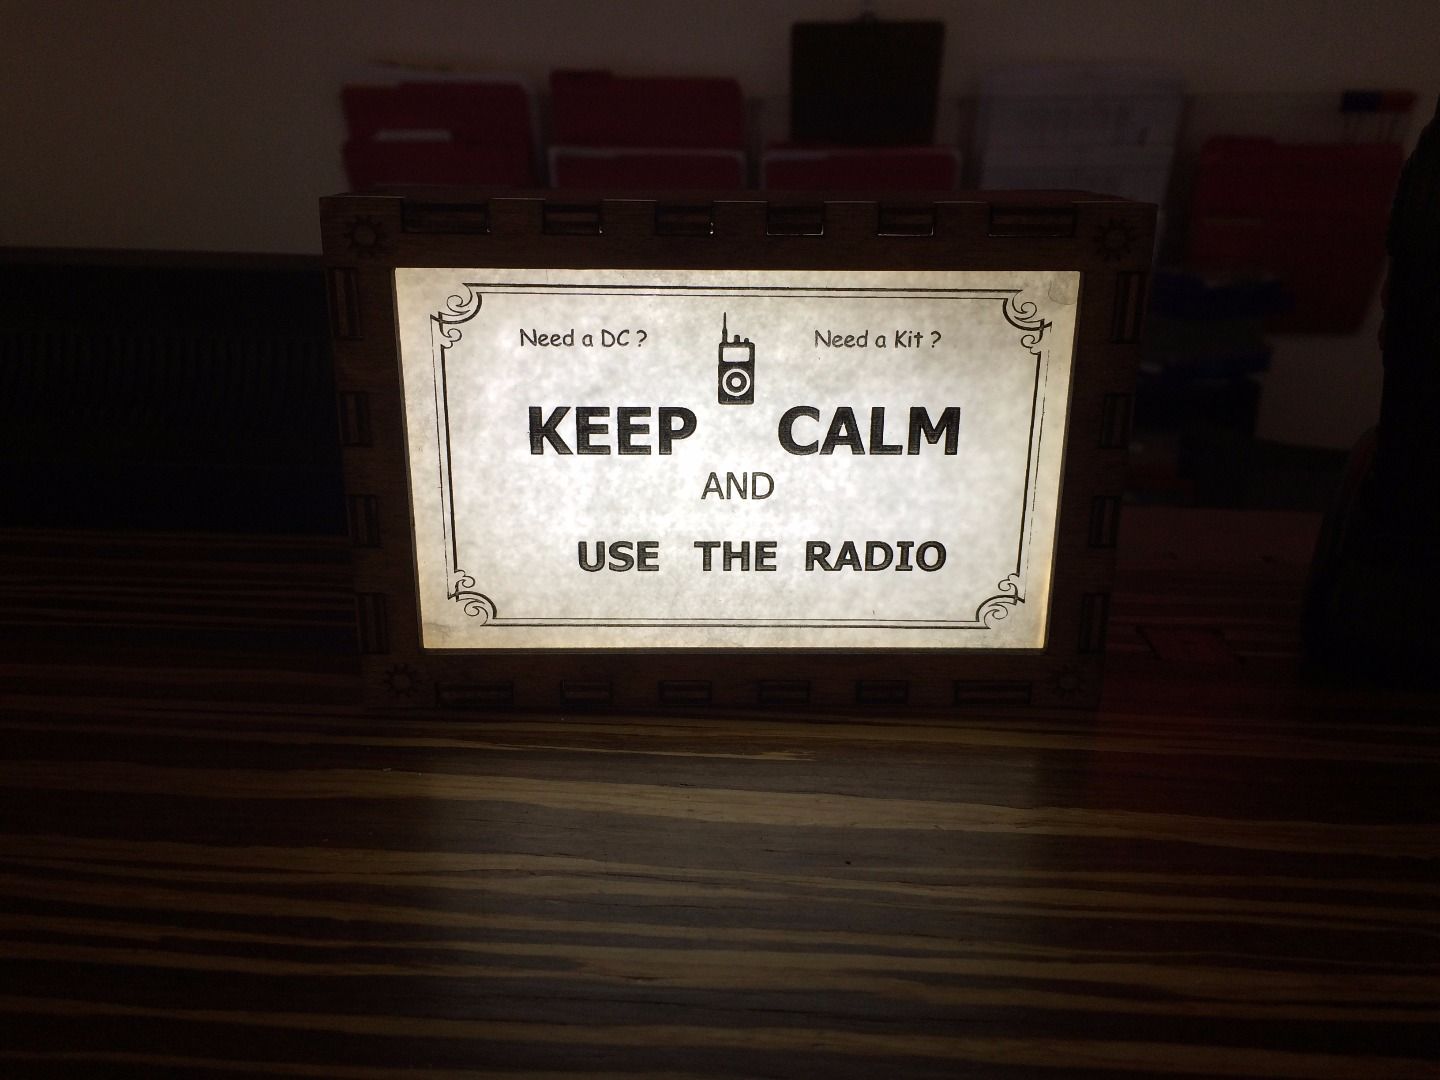 Need a DC ? Need a Kit ?
KEEP CALM
AND
USE THE RADIO